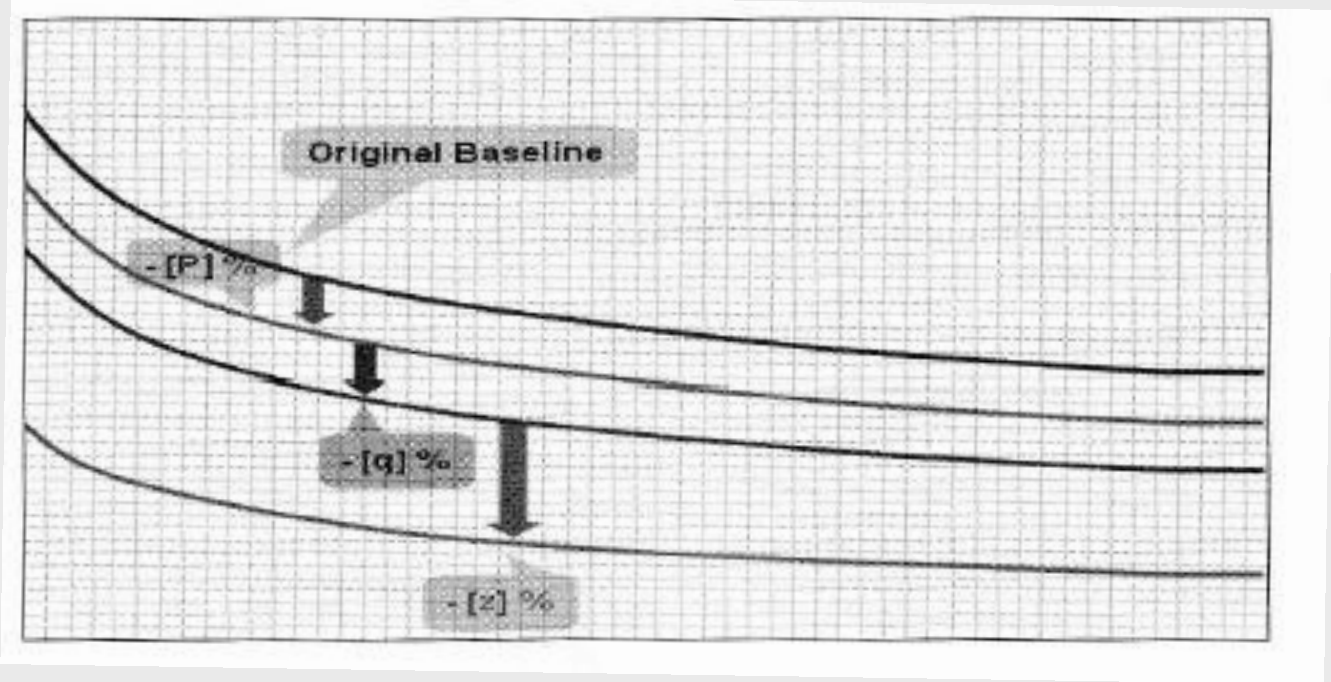 Original Baseline
- [P] %
- [q] %
- [z] %